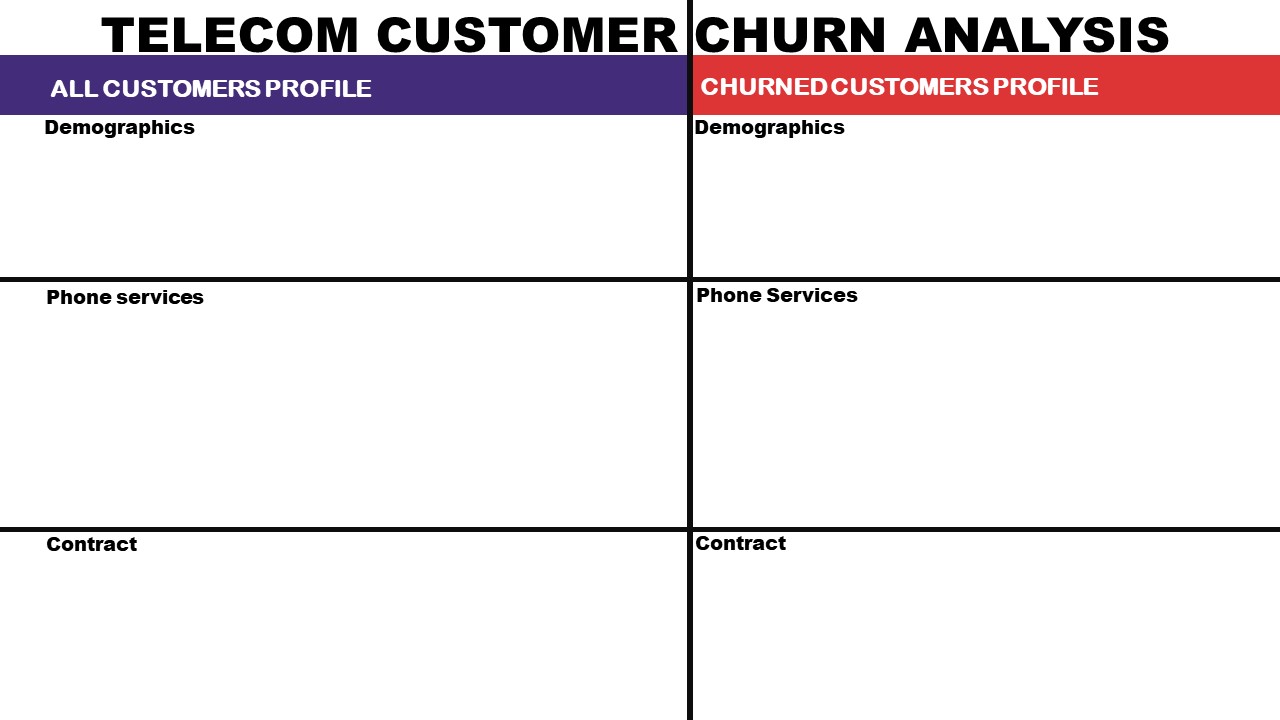 TELECOM CUSTOMER CHURN ANALYSIS
ALL CUSTOMERS PROFILE
CHURNED CUSTOMERS PROFILE
Demographics
Demographics
Phone services
Phone Services
Contract
Contract